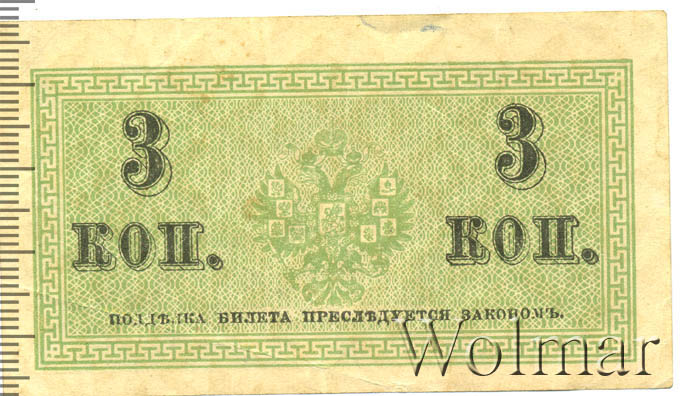 3 3
КОП. КОП.
ПОДДѢЛКА БИЛЕТА ПРЕСЛѢДУЕТСЯ ЗАКОНОМЪ.
Wolmar